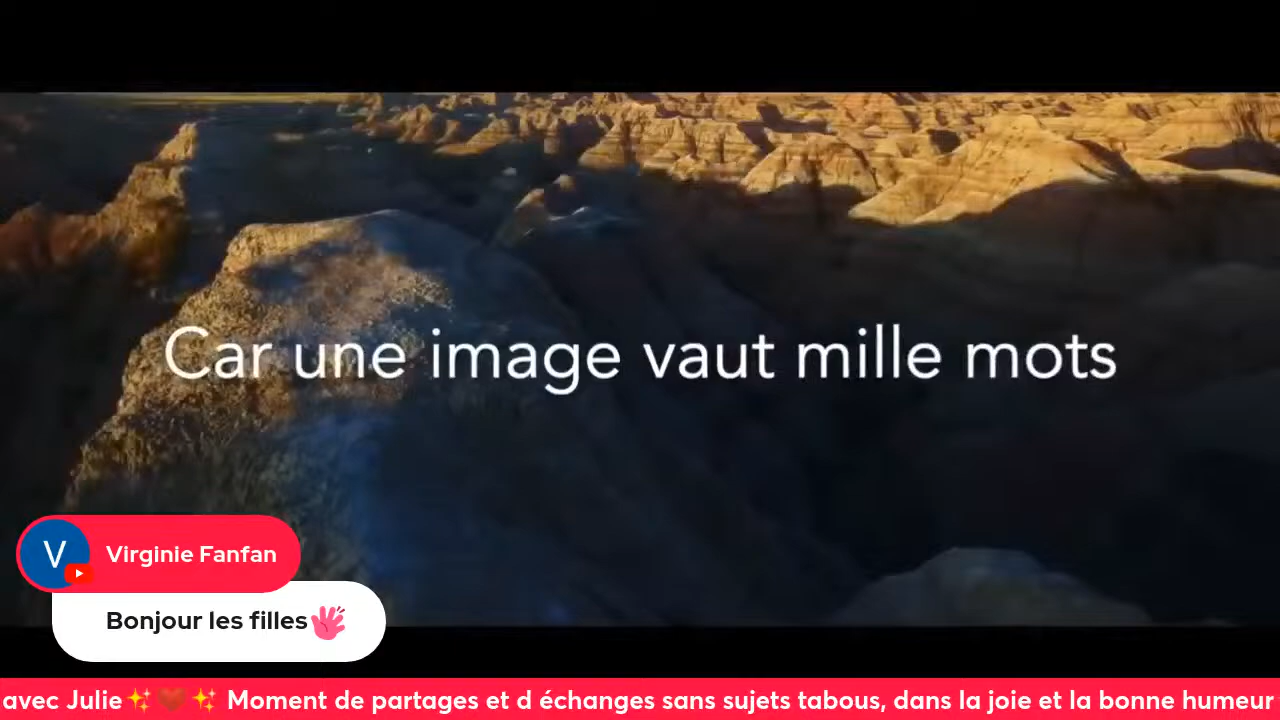 Car une image vaut mille mots
V
Virginie Fanfan
Bonjour les filles
avec Julie✨❤️✨ Moment de partages et d échanges sans sujets tabous, dans la joie et la bonne humeur